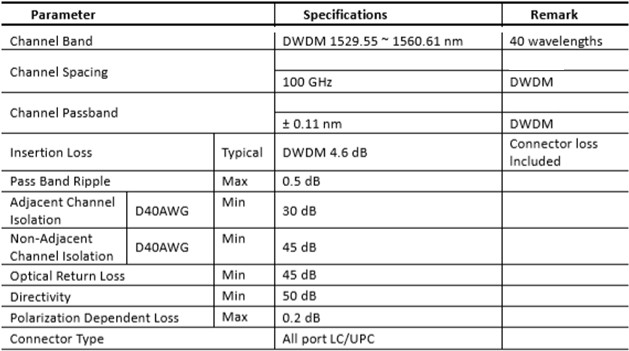 Parameter Specifications Remark
Channel Band DWDM 1529.55 ~ 1560.61 nm 40 wavelengths
Channel Spacing
100 GHz DWDM
Channel Passband
± 0.11 nm DWDM
Insertion Loss Typical DWDM 4.6 dB Connector loss
Included
Pass Band Ripple Max 0.5 dB
Adjacent Channel
Isolation D40AWG Min 30 dB
Non-Adjacent
Channel Isolation D40AWG Min 45 dB
Optical Return Loss Min 45 dB
Directivity Min 50 dB
Polarization Dependent Loss Max 0.2 dB
Connector Type All port LC/UPC